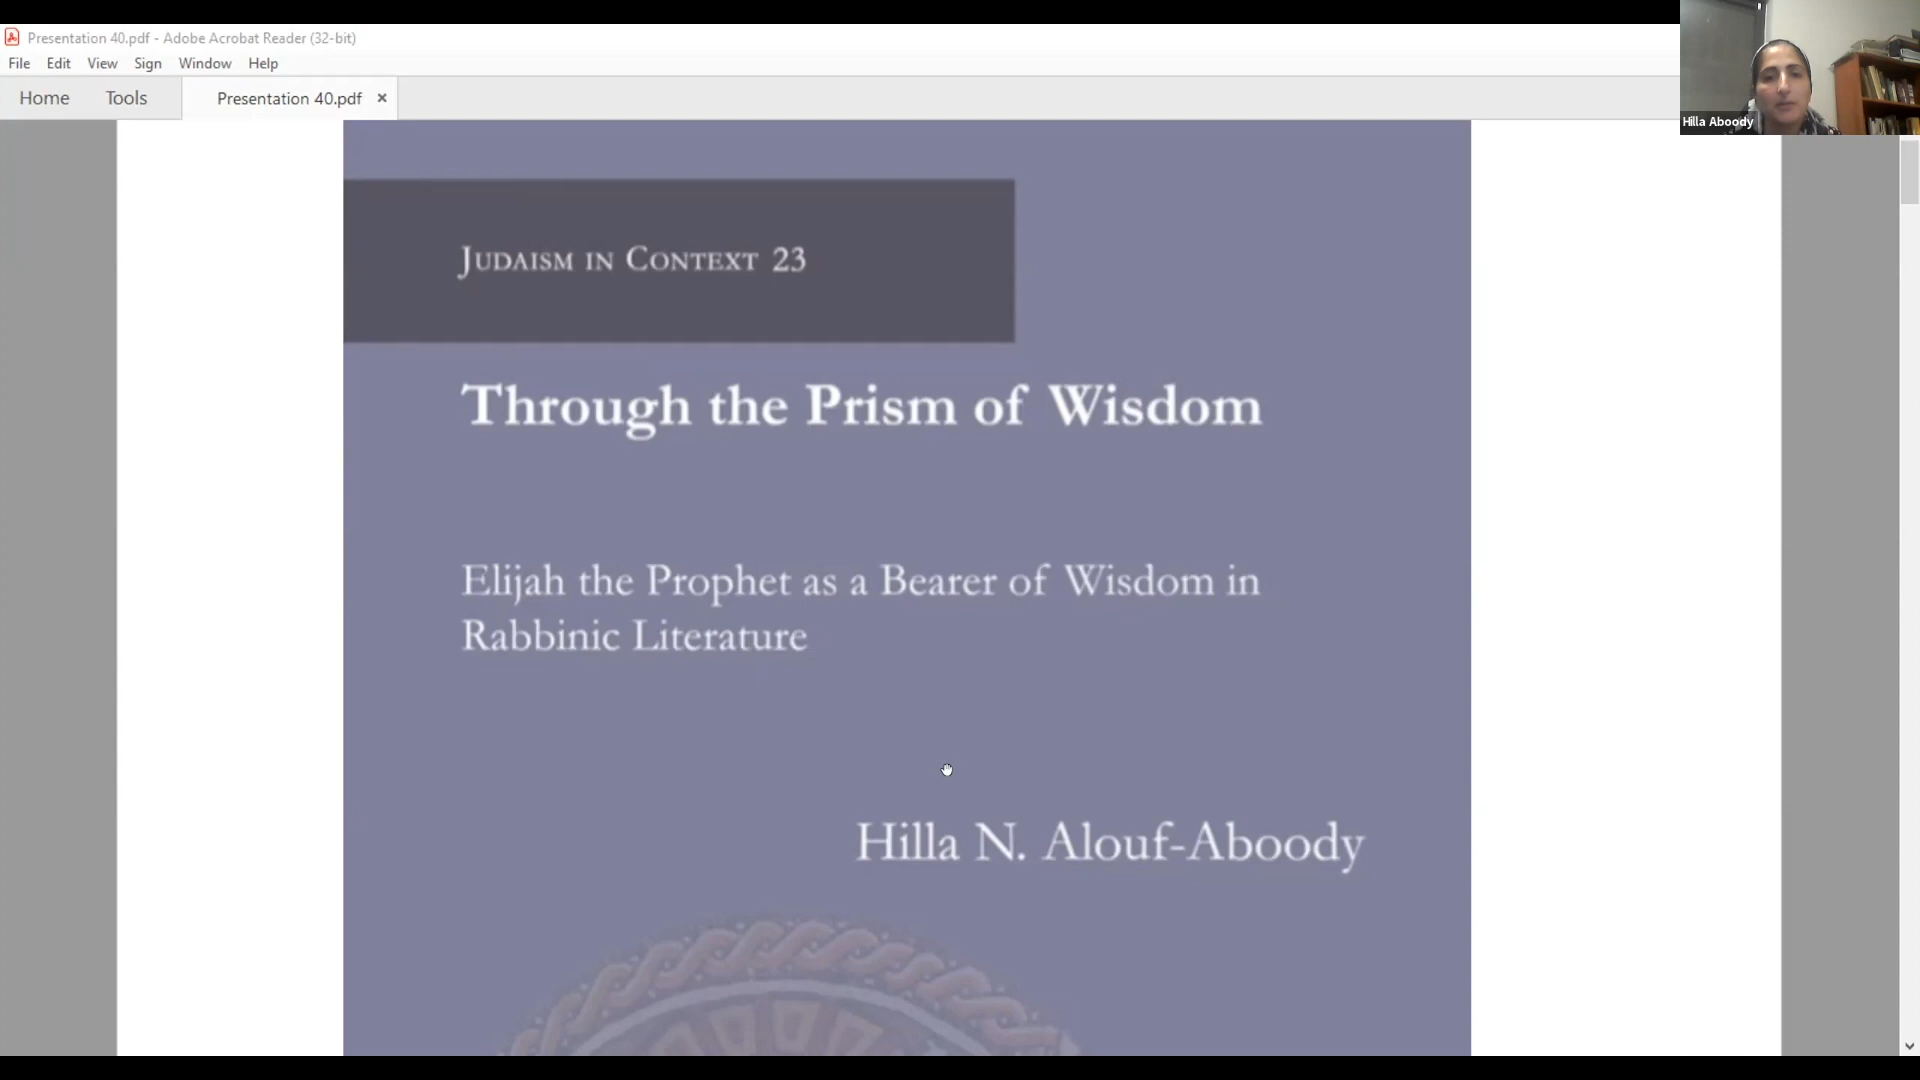 Presentation 40.pdf - Adobe Acrobat Reader (32-bit)
File Edit View Sign Window Help
Home Tools Presentation 40.pdf ×
Hilla Aboody
JUDAISM IN CONTEXT 23
Through the Prism of Wisdom
Elijah the Prophet as a Bearer of Wisdom in
Rabbinic Literature
Hilla N. Alouf-Aboody